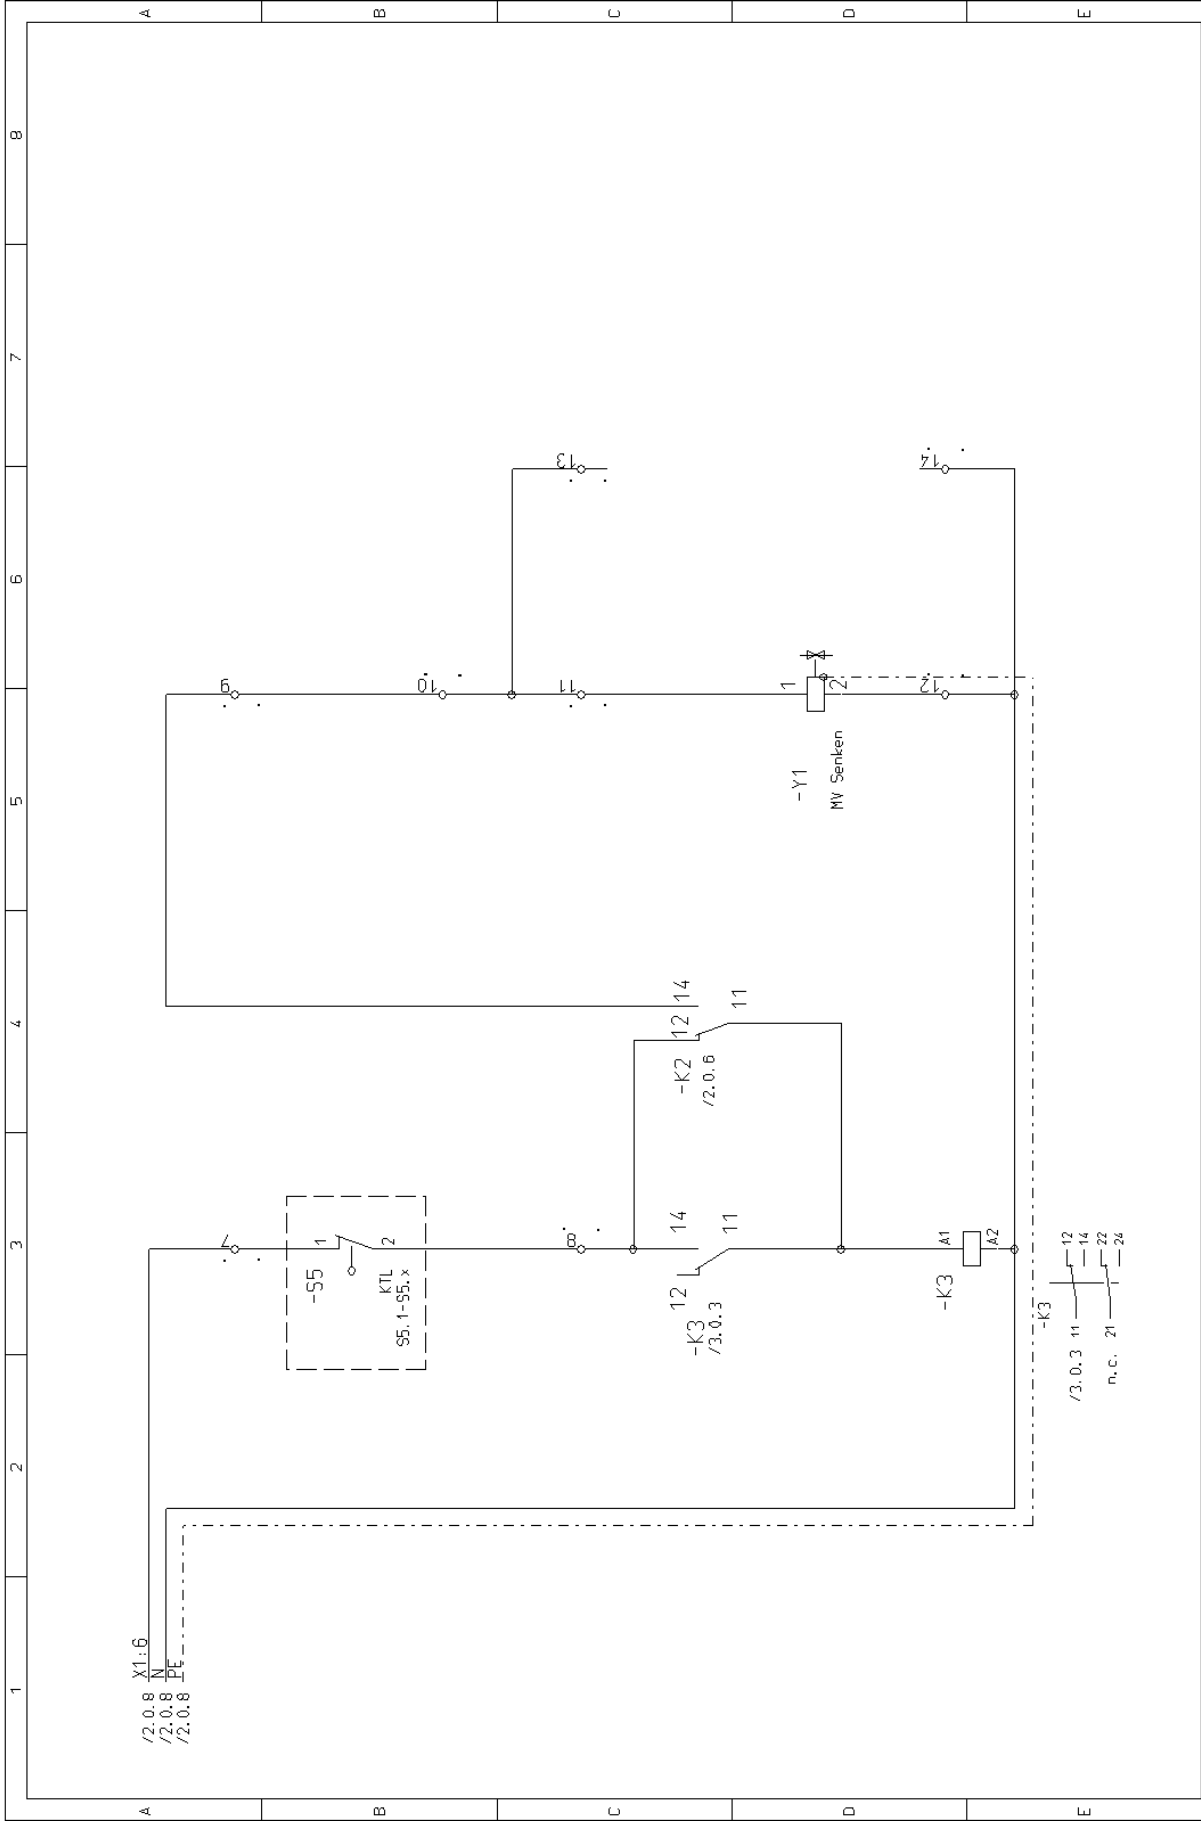 1 2 3 4 5 6 7 8
A
A
/2.0.8 X1:6
/2.0.8 N
/2.0.8 PE
7
9
B
B
-S5
1
2
KTL
S5.1-S5.x
10
C
C
8
11
13
12
14
11
-K3
/3.0.3
12
14
11
-K2
/2.0.6
D
D
-Y1
1
2
MV Senken
12
14
-K3
A1
A2
E
E
-K3
/3.0.3 11
12
14
n.c. 21
22
24